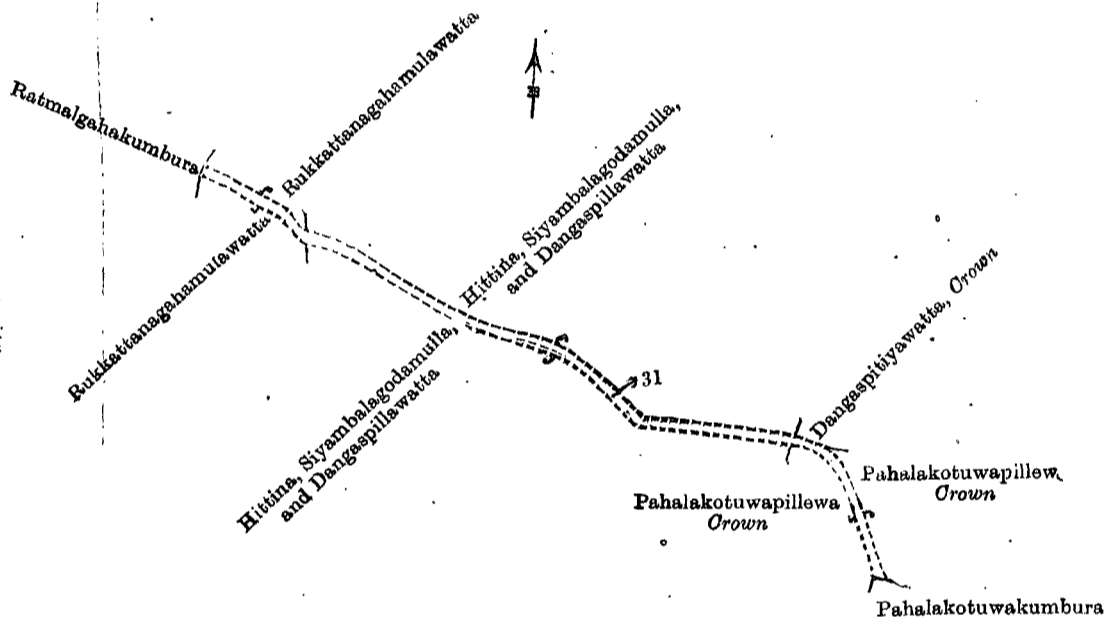 Ratmalgahakumbura
Rukkattanagahamulawatta
Rukkattanagahamulawatta
Hittina, Siyambalagodamulla,
and Dangaspillawatta
Hittina, Siyambalagodamulla,
and Dangaspillawatta
31
Dangaspitiyawatta, Crown
Pahalakotuwapillew
Crown
Pahalakotuwapillewa
Crown
Pahalakotuwakumbura